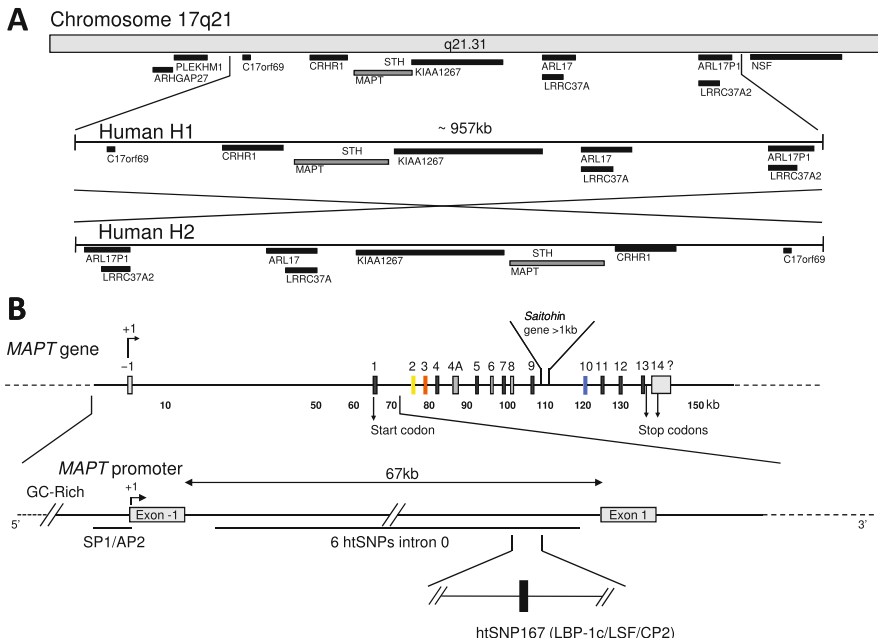 A
Chromosome 17q21
q21.31
PLEKHM1
ARHGAP27
C17orf69
CRHR1
STH
MAPT
KIAA1267
ARL17
LRRC37A
ARL17P1
LRRC37A2
NSF
Human H1
~ 957kb
C17orf69
CRHR1
STH
MAPT
KIAA1267
ARL17
LRRC37A
ARL17P1
LRRC37A2
Human H2
ARL17P1
LRRC37A2
ARL17
LRRC37A
KIAA1267
STH
MAPT
CRHR1
C17orf69
B
Saitohin
gene >1kb
+1
MAPT gene
−1 1 2 3 4 4A 5 6 7 8 9 10 11 12 13 14 ?
10 50 60 70 80 90 100 110 120 130 150 kb
Start codon
Stop codons
MAPT promoter
67kb
GC-Rich
+1
Exon -1
Exon 1
5′
3′
SP1/AP2
6 htSNPs intron 0
htSNP167 (LBP-1c/LSF/CP2)